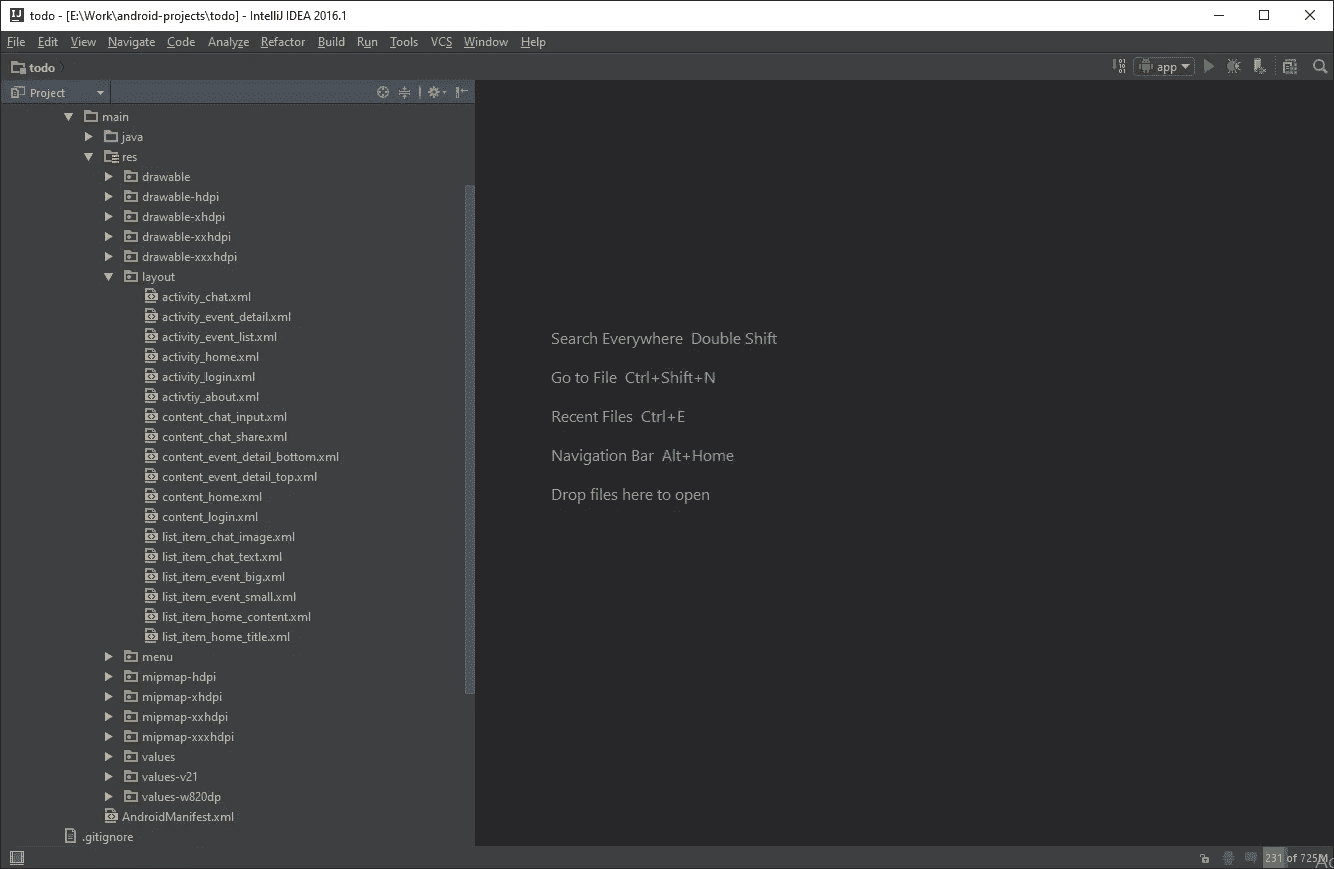 todo - [E:\Work\android-projects\todo] - IntelliJ IDEA 2016.1
File Edit View Navigate Code Analyze Refactor Build Run Tools VCS Window Help
todo
app
Project
main
java
res
drawable
drawable-hdpi
drawable-xhdpi
drawable-xxhdpi
drawable-xxxhdpi
layout
activity_chat.xml
activity_event_detail.xml
activity_event_list.xml
activity_home.xml
activity_login.xml
activtiy_about.xml
content_chat_input.xml
content_chat_share.xml
content_event_detail_bottom.xml
content_event_detail_top.xml
content_home.xml
content_login.xml
list_item_chat_image.xml
list_item_chat_text.xml
list_item_event_big.xml
list_item_event_small.xml
list_item_home_content.xml
list_item_home_title.xml
menu
mipmap-hdpi
mipmap-xhdpi
mipmap-xxhdpi
mipmap-xxxhdpi
values
values-v21
values-w820dp
AndroidManifest.xml
.gitignore
Search Everywhere Double Shift
Go to File Ctrl+Shift+N
Recent Files Ctrl+E
Navigation Bar Alt+Home
Drop files here to open
231 of 725M